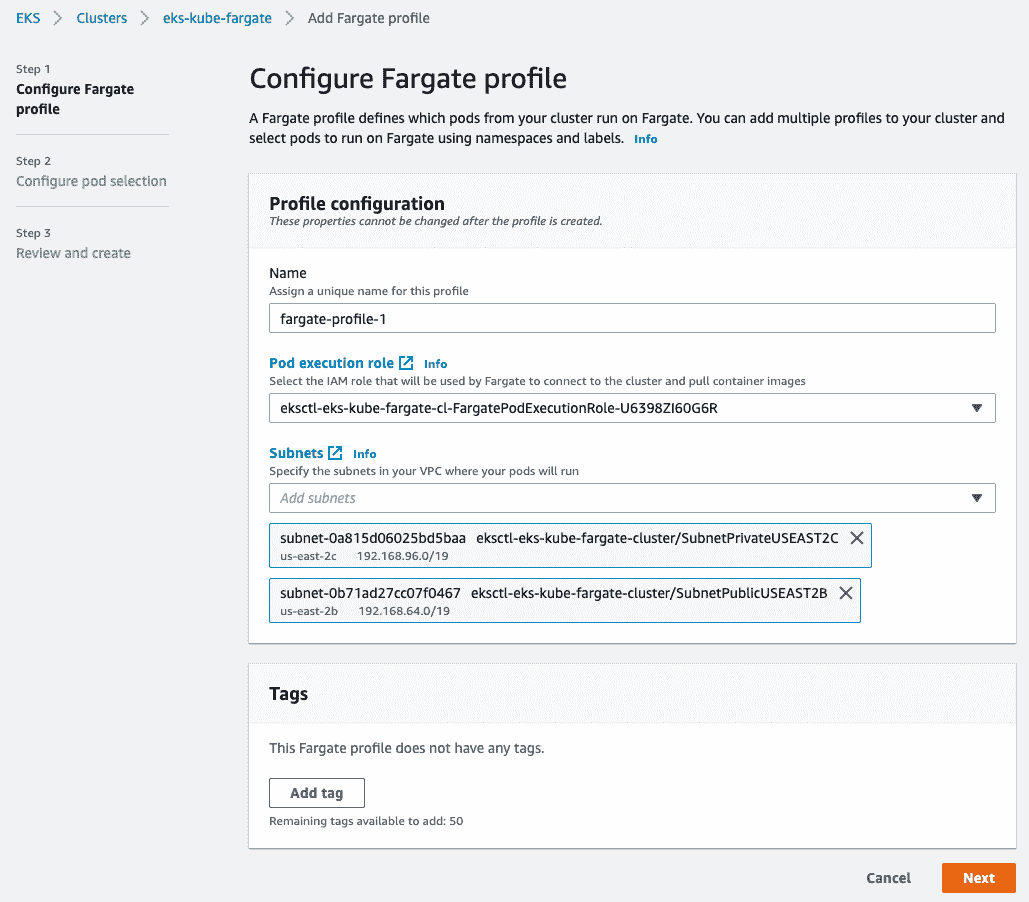 EKS > Clusters > eks-kube-fargate > Add Fargate profile
Step 1
Configure Fargate
profile
Step 2
Configure pod selection
Step 3
Review and create
Configure Fargate profile
A Fargate profile defines which pods from your cluster run on Fargate. You can add multiple profiles to your cluster and
select pods to run on Fargate using namespaces and labels. Info
Profile configuration
These properties cannot be changed after the profile is created.
Name
Assign a unique name for this profile
fargate-profile-1
Pod execution role Info
Select the IAM role that will be used by Fargate to connect to the cluster and pull container images
eksctl-eks-kube-fargate-cl-FargatePodExecutionRole-U6398ZI60G6R
Subnets Info
Specify the subnets in your VPC where your pods will run
Add subnets
subnet-0a815d06025bd5baa eksctl-eks-kube-fargate-cluster/SubnetPrivateUSEAST2C
us-east-2c 192.168.96.0/19
subnet-0b71ad27cc07f0467 eksctl-eks-kube-fargate-cluster/SubnetPublicUSEAST2B
us-east-2b 192.168.64.0/19
Tags
This Fargate profile does not have any tags.
Add tag
Remaining tags available to add: 50
Cancel Next